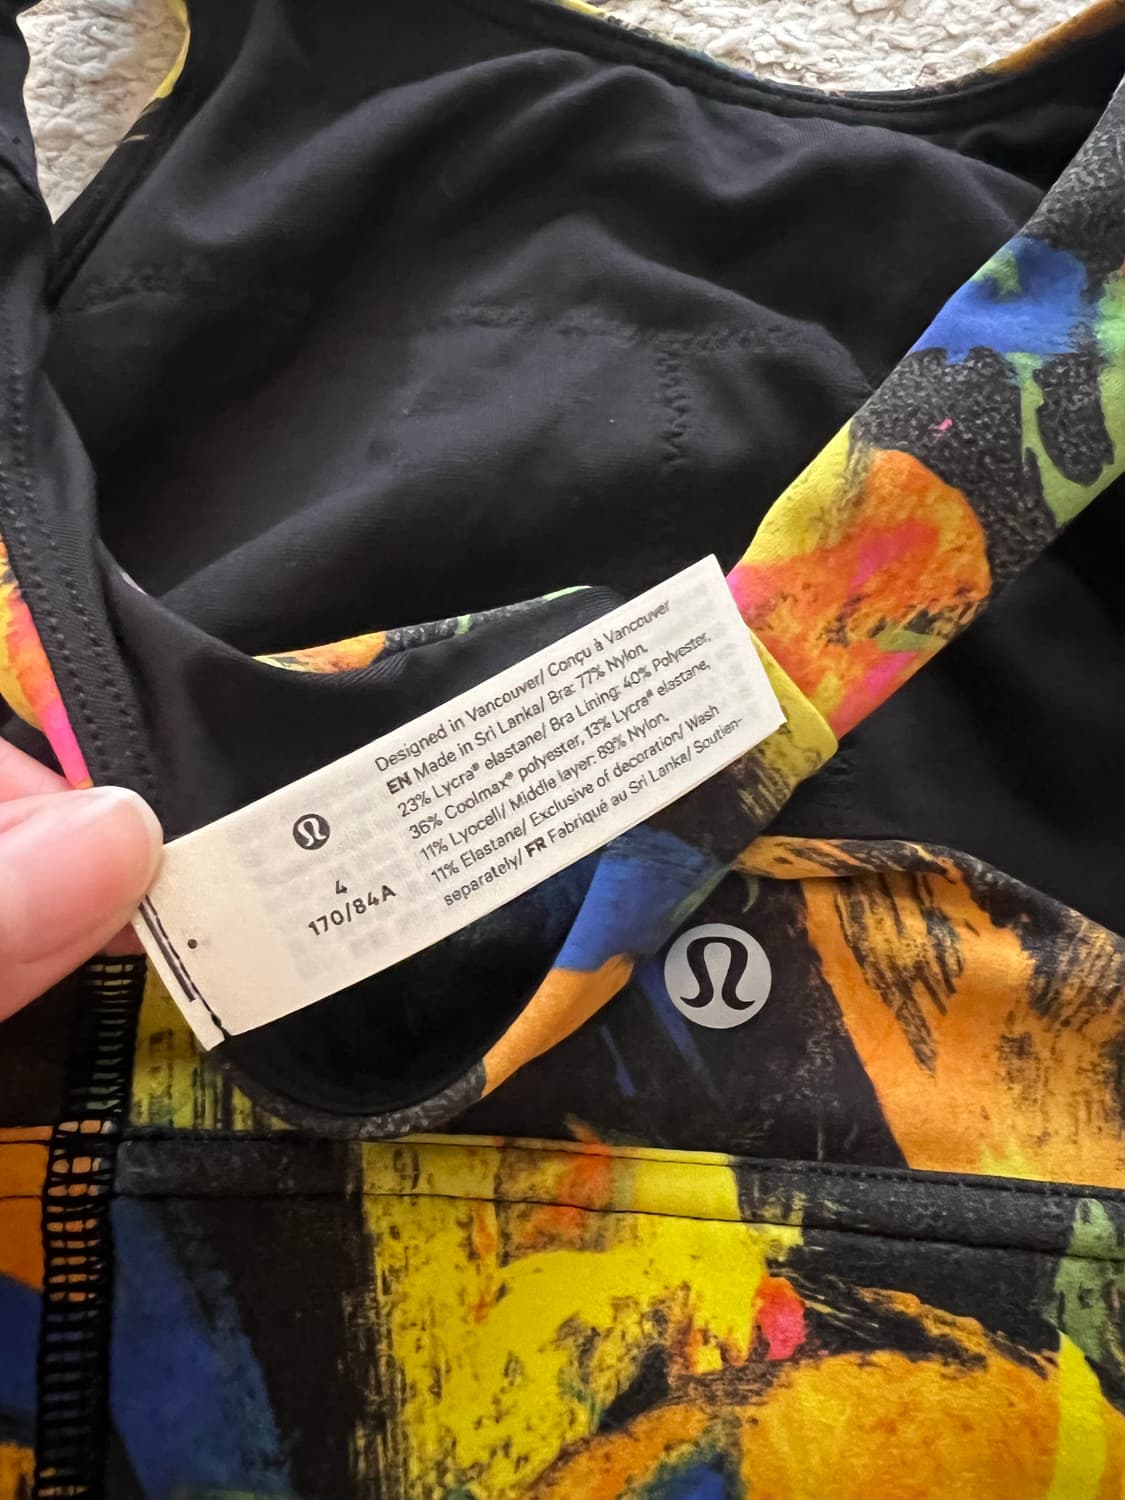 4
170/84A
Designed in Vancouver/ Conçu à Vancouver
EN Made in Sri Lanka/ Bra: 77% Nylon,
23% Lycra® elastane/ Bra Lining: 40% Polyester,
36% Coolmax® polyester, 13% Lycra® elastane,
11% Lyocell/ Middle layer: 89% Nylon,
11% Elastane/ Exclusive of decoration/ Wash
separately/ FR Fabriqué au Sri Lanka/ Soutien-